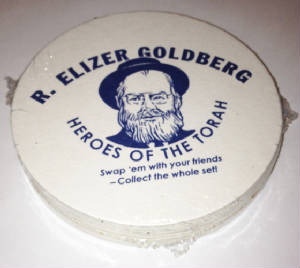 R. ELIZER GOLDBERG
HEROES OF THE TORAH
Swap 'em with your friends
—Collect the whole set!